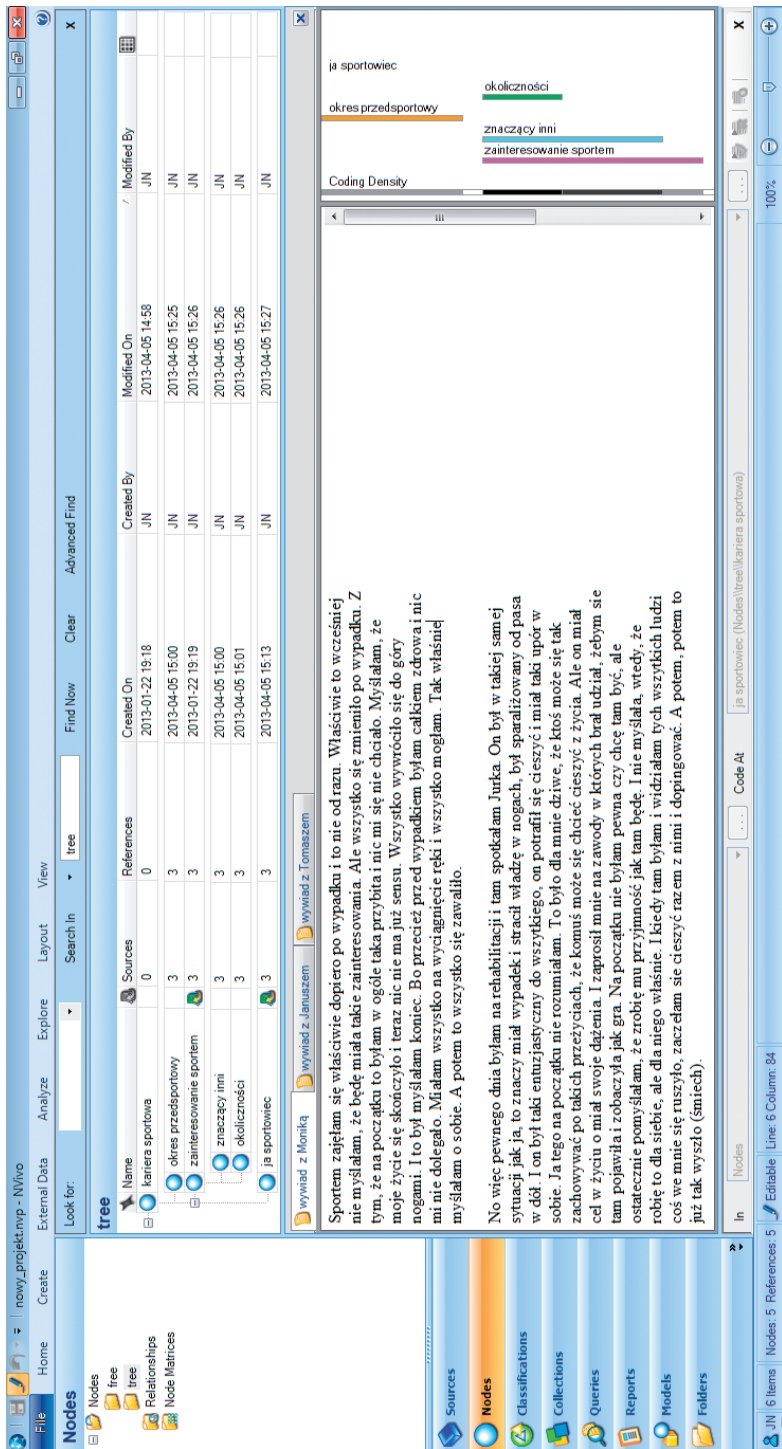 nowy_projekt.nvp - NVivo
File Home Create External Data Analyze Explore Layout View
Nodes
Look for: Search In tree Find Now Clear Advanced Find
Nodes
free
tree
Relationships
Node Matrices
Sources
Nodes
Classifications
Collections
Queries
Reports
Models
Folders
tree
Name Sources References Created On Created By Modified On Modified By
kariera sportowa 0 0 2013-01-22 19:18 JN 2013-04-05 14:58 JN
okres przedsportowy 3 3 2013-04-05 15:00 JN 2013-04-05 15:25 JN
zainteresowanie sportem 3 3 2013-01-22 19:19 JN 2013-04-05 15:26 JN
znaczący inni 3 3 2013-04-05 15:00 JN 2013-04-05 15:26 JN
okoliczności 3 3 2013-04-05 15:01 JN 2013-04-05 15:26 JN
ja sportowiec 3 3 2013-04-05 15:13 JN 2013-04-05 15:27 JN
wywiad z Moniką wywiad z Januszem wywiad z Tomaszem
Sportem zajęłam się właściwie dopiero po wypadku i to nie od razu. Właściwie to wcześniej
nie myślałam, że będę miała takie zainteresowania. Ale wszystko się zmieniło po wypadku. Z
tym, że na początku to byłam w ogóle taka przybita i nic mi się nie chciało. Myślałam, że
moje życie się skończyło i teraz nic nie ma już sensu. Wszystko wywróciło się do góry
nogami. I to był myślałam koniec. Bo przecież przed wypadkiem byłam całkiem zdrowa i nic
mi nie dolegało. Miałam wszystko na wyciągnięcie ręki i wszystko mogłam. Tak właśnie
myślałam o sobie. A potem to wszystko się zawaliło.
No więc pewnego dnia byłam na rehabilitacji i tam spotkałam Jurka. On był w takiej samej
sytuacji jak ja, to znaczy miał wypadek i stracił władzę w nogach, był sparaliżowany od pasa
w dół. I on był taki entuzjastyczny do wszytkiego, on potrafił się cieszyć i miał taki upór w
sobie. Ja tego na początku nie rozumiałam. To było dla mnie dziwe, że ktoś może się tak
zachowywać po takich przeżyciach, że komuś może się chcieć cieszyć z życia. Ale on miał
cel w życiu o miał swoje dążenia. I zaprosił mnie na zawody w których brał udział, żebym sie
tam pojawiła i zobaczyła jak gra. Na początku nie byłam pewna czy chcę tam być, ale
ostatecznie pomyślałam, że zrobię mu przyjmność jak tam będę. I nie myślała, wtedy, że
robię to dla siebie, ale dla niego właśnie. I kiedy tam byłam i widziałam tych wszytkich ludzi
coś we mnie się ruszyło, zaczełam sie cieszyć razem z nimi i dopingować. A potem, potem to
już tak wyszło (śmiech).
Coding Density
zainteresowanie sportem
znaczący inni
okoliczności
okres przedsportowy
ja sportowiec
In Nodes ... Code At ja sportowiec (Nodes\\tree\\kariera sportowa) ...
JN 6 Items Nodes: 5 References: 5 Editable Line: 6 Column: 84 100%